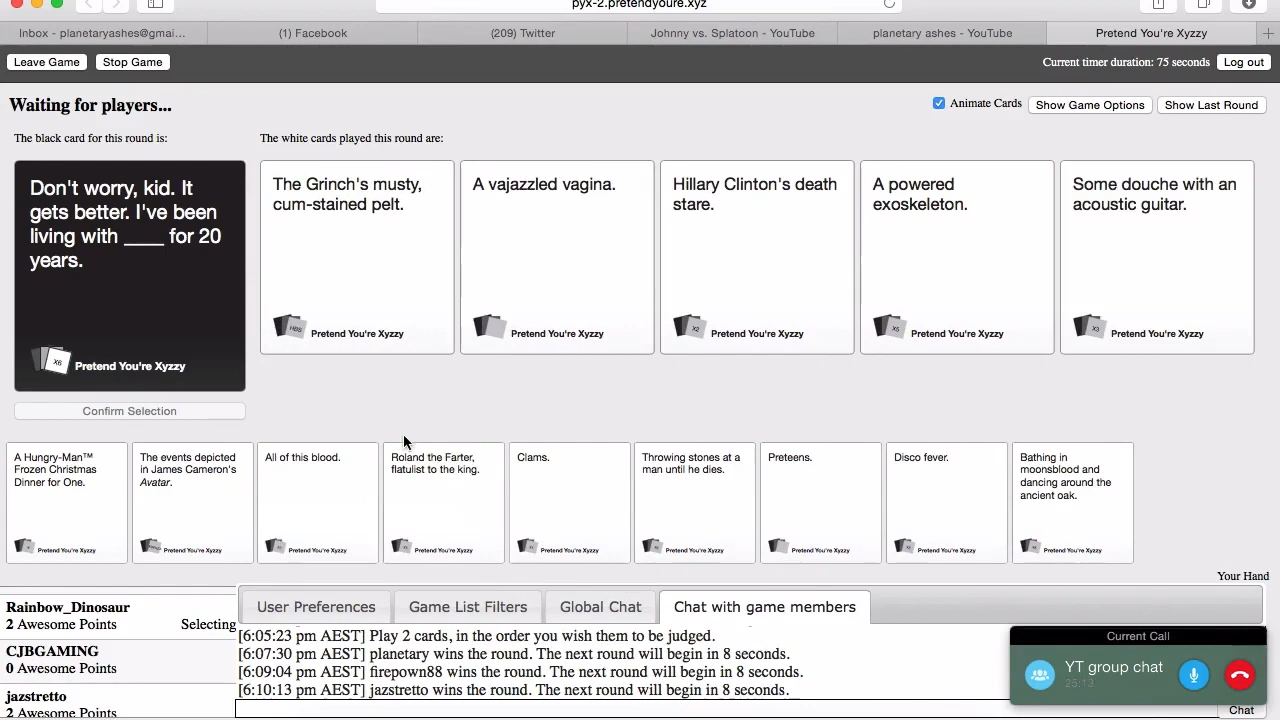 pyx-2.pretendyoure.xyz
Inbox - planetaryashes@gmai...
(1) Facebook
(209) Twitter
Johnny vs. Splatoon - YouTube
planetary ashes - YouTube
Pretend You're Xyzzy
Leave Game
Stop Game
Current timer duration: 75 seconds
Log out
Waiting for players...
Animate Cards
Show Game Options
Show Last Round
The black card for this round is:
The white cards played this round are:
Don't worry, kid. It
gets better. I've been
living with ____ for 20
years.
X6
Pretend You're Xyzzy
The Grinch's musty,
cum-stained pelt.
HBS
Pretend You're Xyzzy
A vajazzled vagina.
Pretend You're Xyzzy
Hillary Clinton's death
stare.
X2
Pretend You're Xyzzy
A powered
exoskeleton.
X5
Pretend You're Xyzzy
Some douche with an
acoustic guitar.
X3
Pretend You're Xyzzy
Confirm Selection
A Hungry-Man™
Frozen Christmas
Dinner for One.
Pretend You're Xyzzy
The events depicted
in James Cameron's
Avatar.
Pretend You're Xyzzy
All of this blood.
Pretend You're Xyzzy
Roland the Farter,
flatulist to the king.
Pretend You're Xyzzy
Clams.
Pretend You're Xyzzy
Throwing stones at a
man until he dies.
Pretend You're Xyzzy
Preteens.
Pretend You're Xyzzy
Disco fever.
Pretend You're Xyzzy
Bathing in
moonsblood and
dancing around the
ancient oak.
Pretend You're Xyzzy
Your Hand
Rainbow_Dinosaur
2 Awesome Points
Selecting
CJBGAMING
0 Awesome Points
jazstretto
2 Awesome Points
User Preferences
Game List Filters
Global Chat
Chat with game members
[6:05:23 pm AEST] Play 2 cards, in the order you wish them to be judged.
[6:07:30 pm AEST] planetary wins the round. The next round will begin in 8 seconds.
[6:09:04 pm AEST] firepown88 wins the round. The next round will begin in 8 seconds.
[6:10:13 pm AEST] jazstretto wins the round. The next round will begin in 8 seconds.
Current Call
YT group chat
25:13
Chat